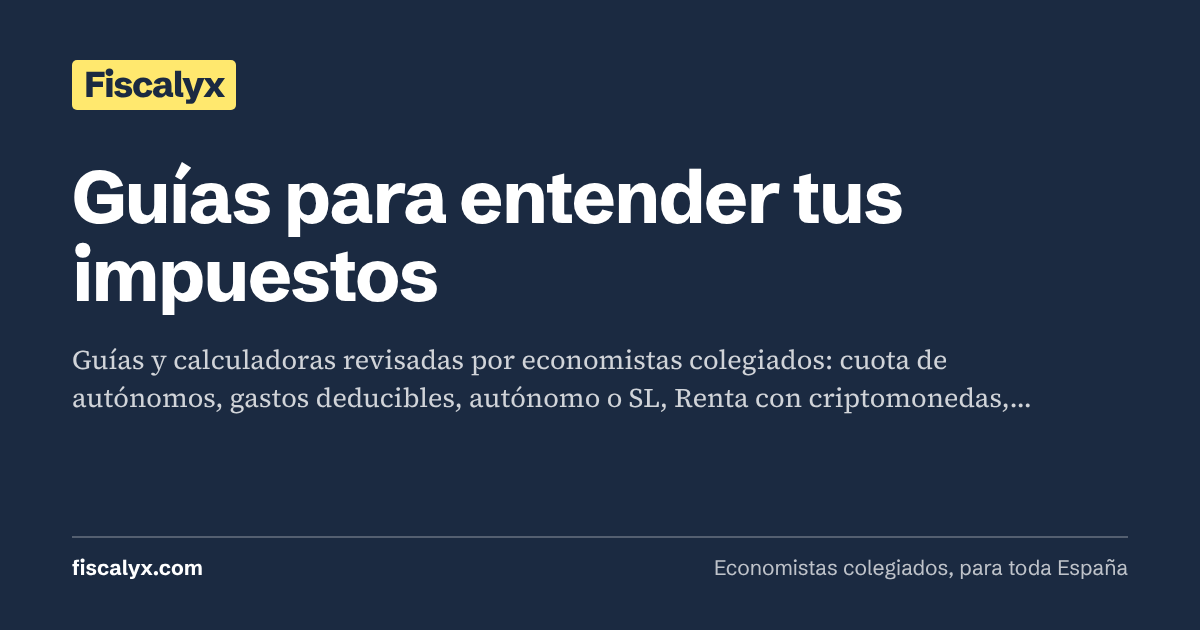 Fiscalyx
Guías para entender tus
impuestos
Guías y calculadoras revisadas por economistas colegiados: cuota de
autónomos, gastos deducibles, autónomo o SL, Renta con criptomonedas,...
fiscalyx.com
Economistas colegiados, para toda España